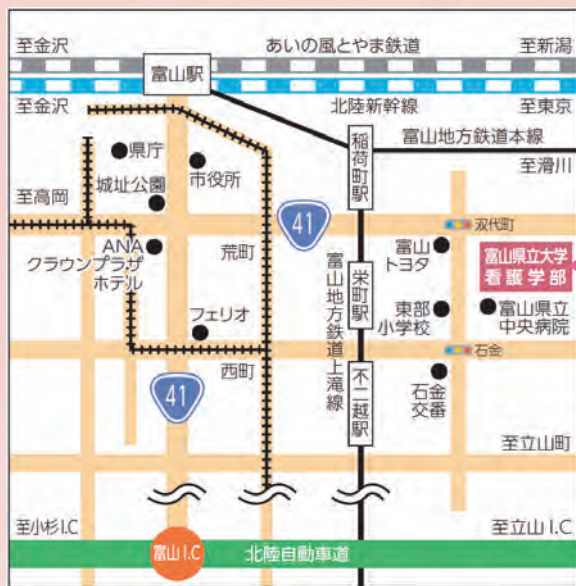 至金沢
あいの風とやま鉄道
至新潟
富山駅
至金沢
北陸新幹線
至東京
富山地方鉄道本線
稲荷町駅
県庁
市役所
至滑川
城址公園
至高岡
41
双代町
ANA
クラウンプラザ
ホテル
荒町
富山
トヨタ
富山県立大学
看護学部
富山地方鉄道上滝線
栄町駅
東部
小学校
富山県立
中央病院
フェリオ
石金
西町
不二越駅
41
石金
交番
至立山町
至小杉I.C
至立山I.C
富山I.C
北陸自動車道